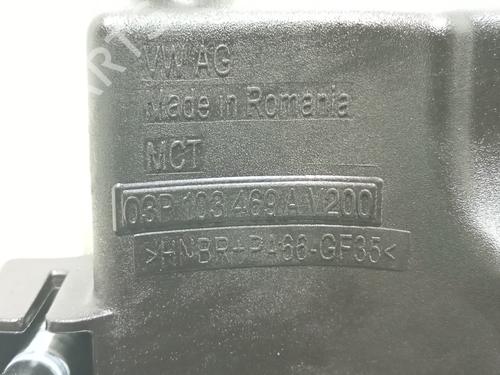 VW AG
Made in Romania
MCT
03P 103 469 A V200
>HNBR+PA66-GF35<